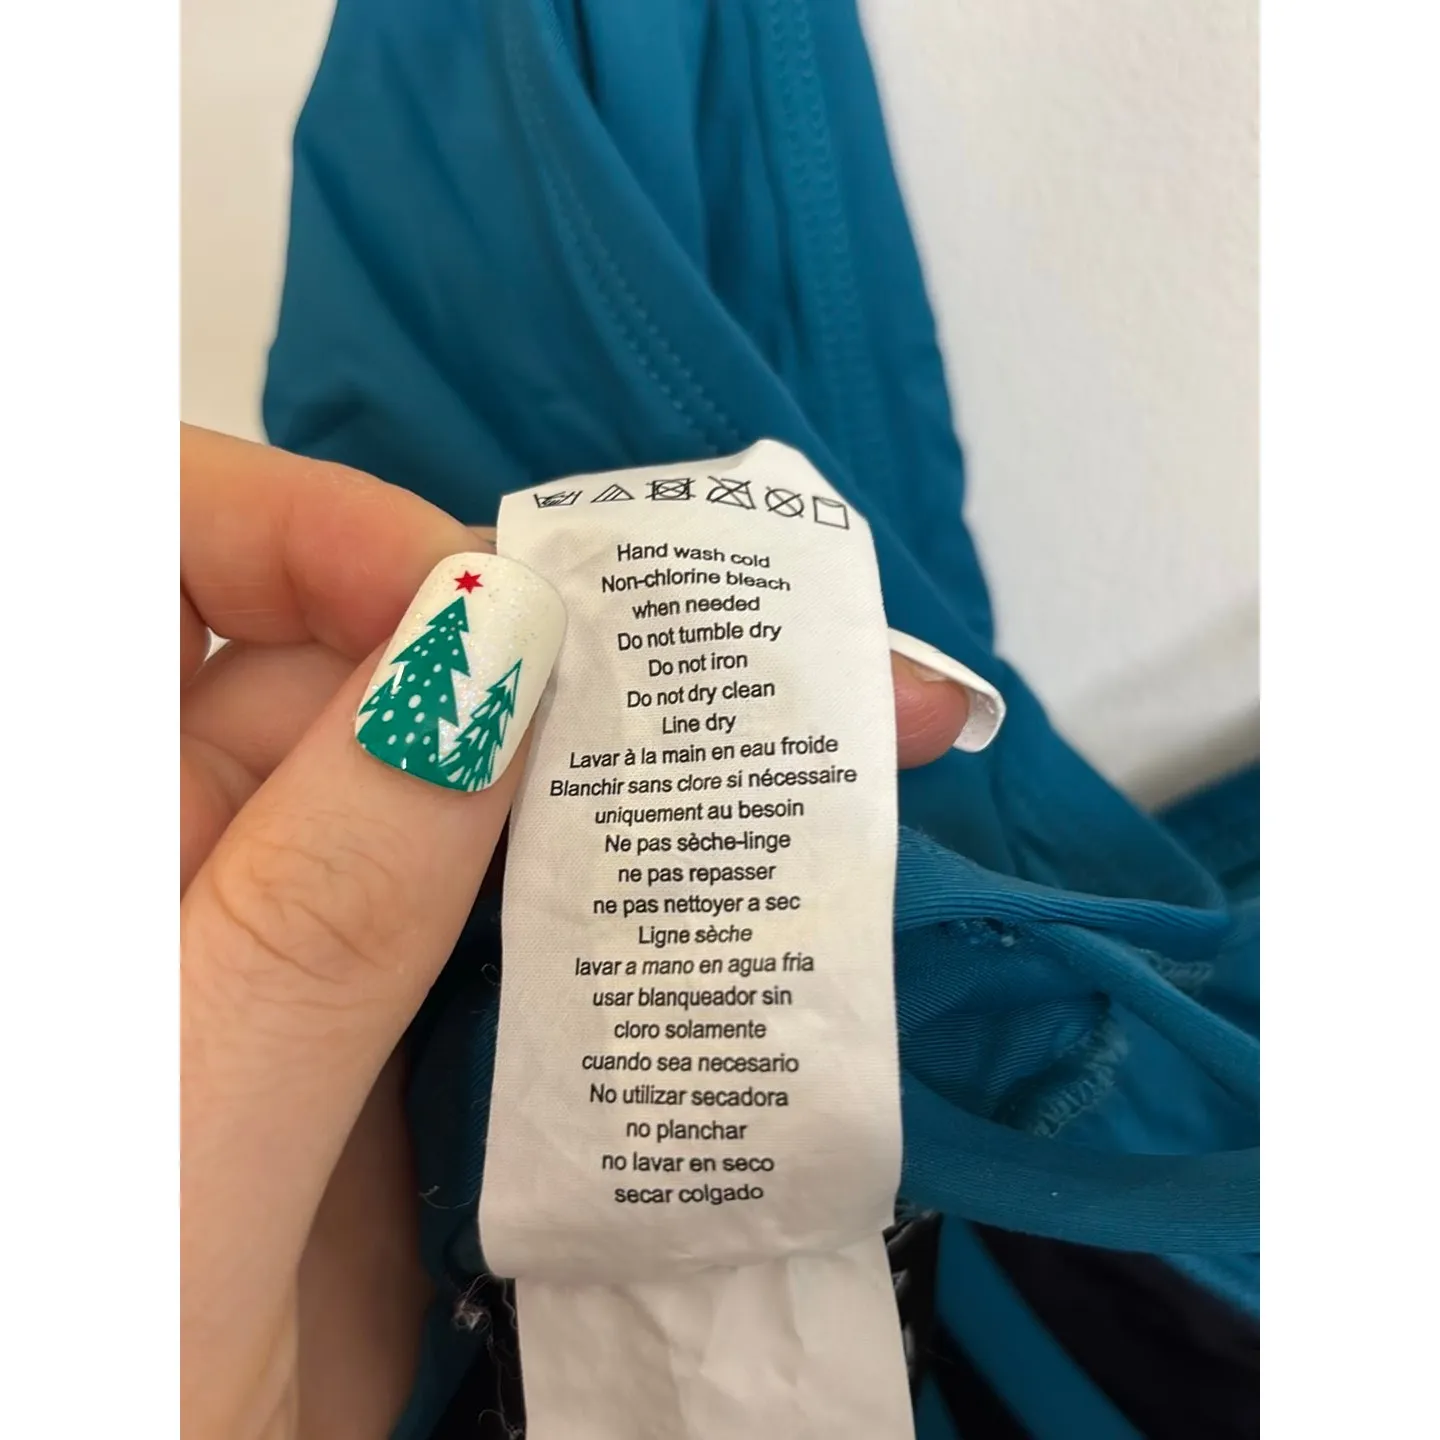 Hand wash cold
Non-chlorine bleach
when needed
Do not tumble dry
Do not iron
Do not dry clean
Line dry
Lavar à la main en eau froide
Blanchir sans clore si nécessaire
uniquement au besoin
Ne pas sèche-linge
ne pas repasser
ne pas nettoyer a sec
Ligne sèche
lavar a mano en agua fria
usar blanqueador sin
cloro solamente
cuando sea necesario
No utilizar secadora
no planchar
no lavar en seco
secar colgado